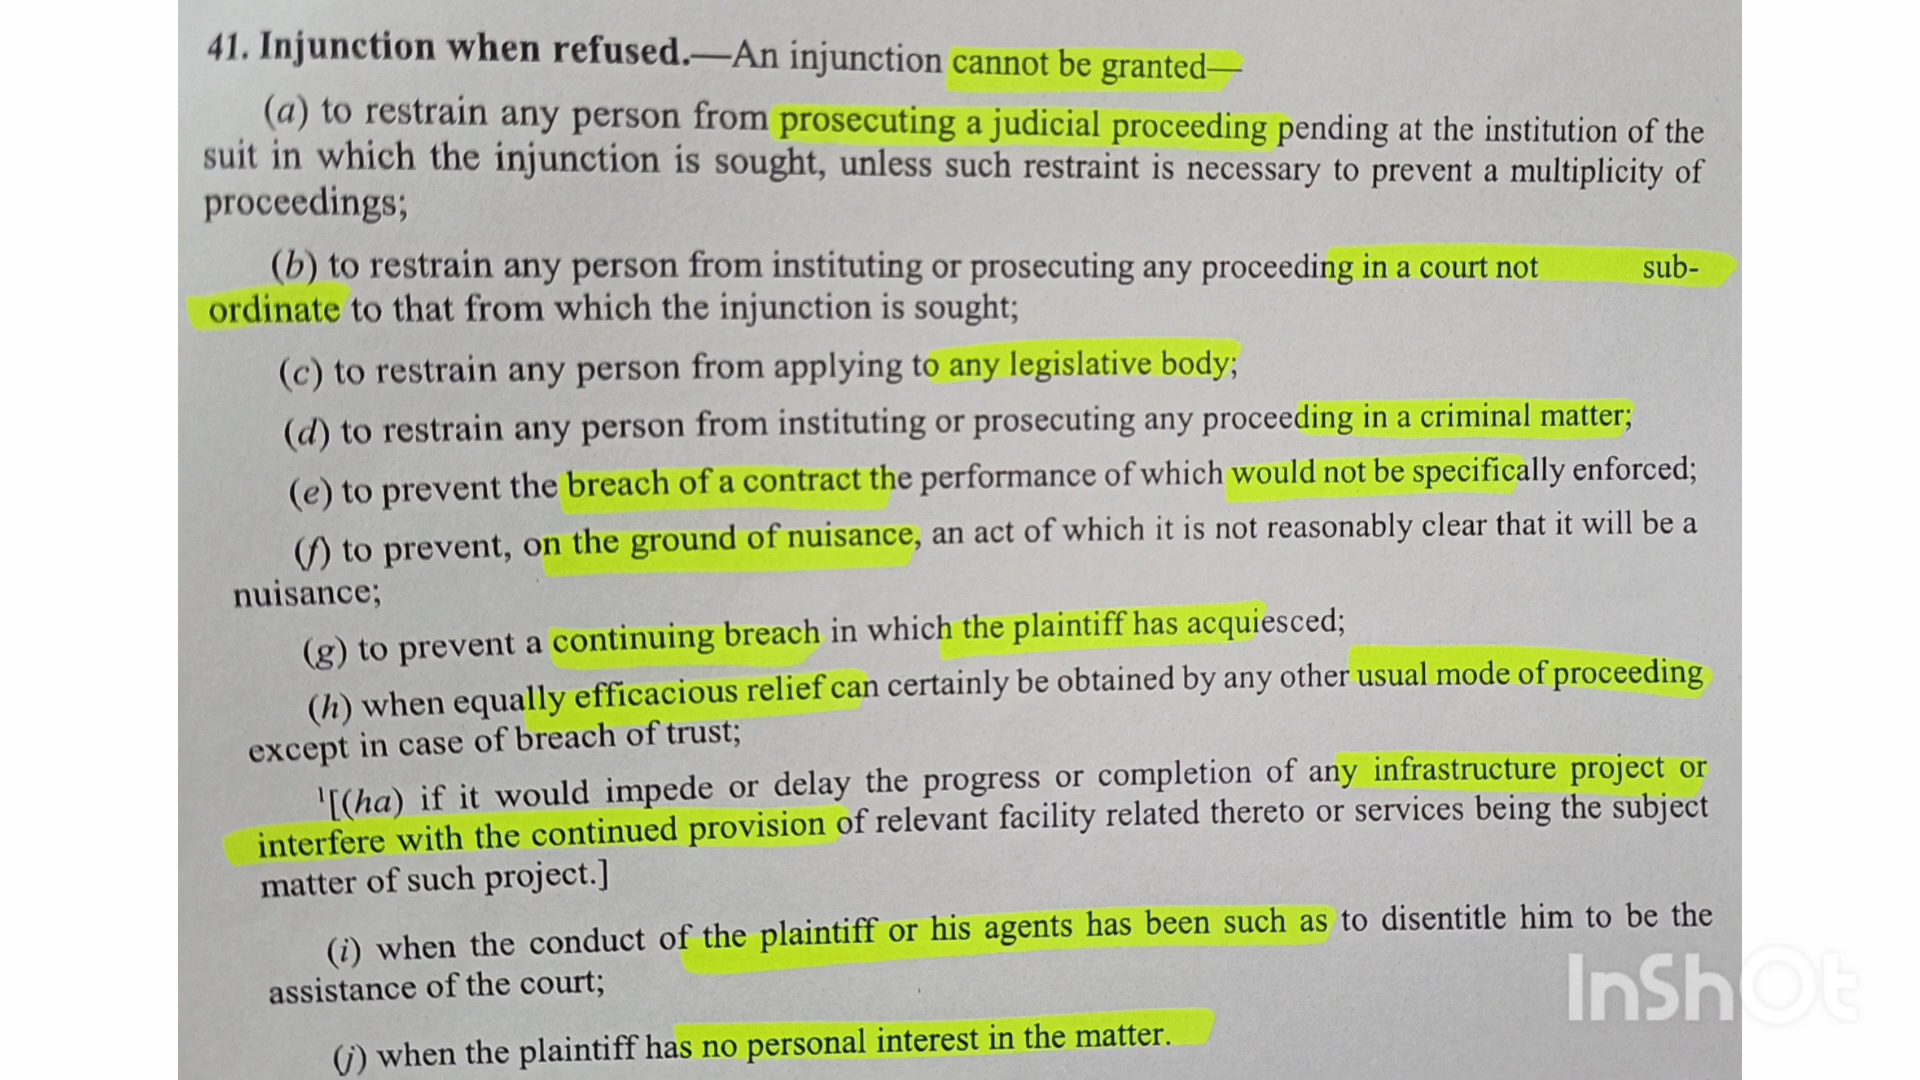 41. Injunction when refused.—An injunction cannot be granted—
(a) to restrain any person from prosecuting a judicial proceeding pending at the institution of the
suit in which the injunction is sought, unless such restraint is necessary to prevent a multiplicity of
proceedings;
(b) to restrain any person from instituting or prosecuting any proceeding in a court not sub-
ordinate to that from which the injunction is sought;
(c) to restrain any person from applying to any legislative body;
(d) to restrain any person from instituting or prosecuting any proceeding in a criminal matter;
(e) to prevent the breach of a contract the performance of which would not be specifically enforced;
(f) to prevent, on the ground of nuisance, an act of which it is not reasonably clear that it will be a
nuisance;
(g) to prevent a continuing breach in which the plaintiff has acquiesced;
(h) when equally efficacious relief can certainly be obtained by any other usual mode of proceeding
except in case of breach of trust;
¹[(ha) if it would impede or delay the progress or completion of any infrastructure project or
interfere with the continued provision of relevant facility related thereto or services being the subject
matter of such project.]
(i) when the conduct of the plaintiff or his agents has been such as to disentitle him to be the
assistance of the court;
(j) when the plaintiff has no personal interest in the matter.
InShOt